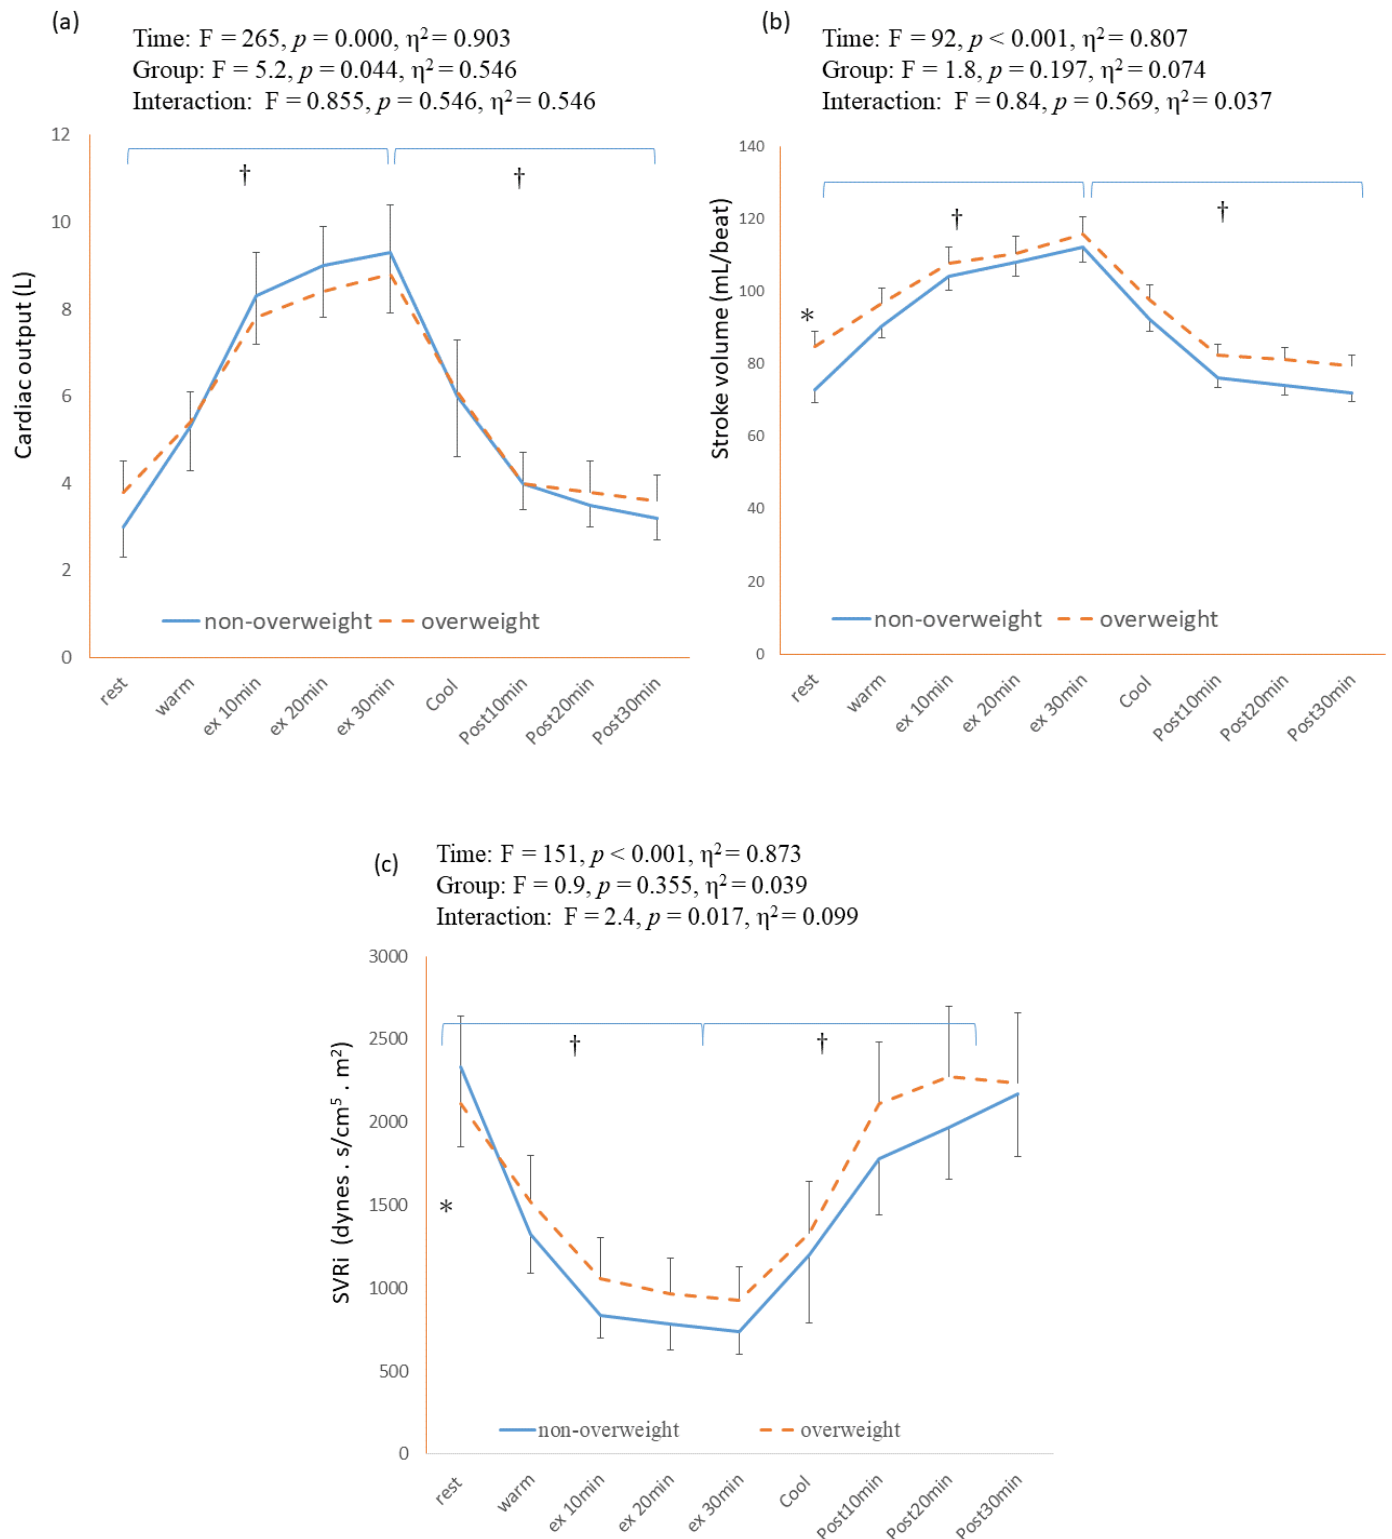 (a)
Time: F = 265, p = 0.000, η² = 0.903
Group: F = 5.2, p = 0.044, η² = 0.546
Interaction: F = 0.855, p = 0.546, η² = 0.546
Cardiac output (L)
12
10
8
6
4
2
0
†
†
non-overweight
overweight
rest
warm
ex 10min
ex 20min
ex 30min
Cool
Post10min
Post20min
Post30min
(b)
Time: F = 92, p < 0.001, η² = 0.807
Group: F = 1.8, p = 0.197, η² = 0.074
Interaction: F = 0.84, p = 0.569, η² = 0.037
Stroke volume (mL/beat)
140
120
100
80
60
40
20
0
†
†
*
non-overweight
overweight
rest
warm
ex 10min
ex 20min
ex 30min
Cool
Post10min
Post20min
Post30min
(c)
Time: F = 151, p < 0.001, η² = 0.873
Group: F = 0.9, p = 0.355, η² = 0.039
Interaction: F = 2.4, p = 0.017, η² = 0.099
SVRi (dynes . s/cm⁵ . m²)
3000
2500
2000
1500
1000
500
0
†
†
*
non-overweight
overweight
rest
warm
ex 10min
ex 20min
ex 30min
Cool
Post10min
Post20min
Post30min